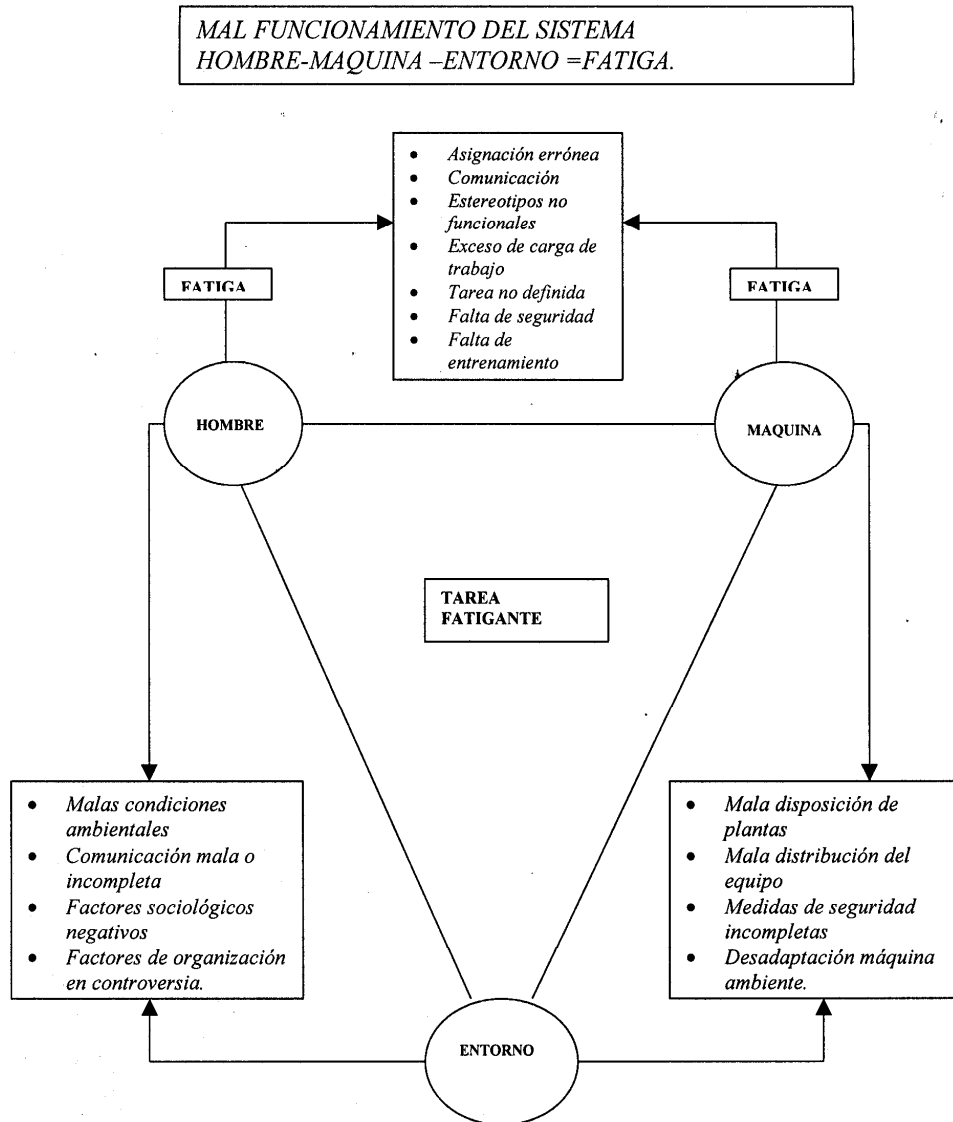 MAL FUNCIONAMIENTO DEL SISTEMA
HOMBRE-MAQUINA –ENTORNO =FATIGA.
• Asignación errónea
• Comunicación
• Estereotipos no
funcionales
• Exceso de carga de
trabajo
• Tarea no definida
• Falta de seguridad
• Falta de
entrenamiento
FATIGA
FATIGA
HOMBRE
MAQUINA
TAREA
FATIGANTE
• Malas condiciones
ambientales
• Comunicación mala o
incompleta
• Factores sociológicos
negativos
• Factores de organización
en controversia.
• Mala disposición de
plantas
• Mala distribución del
equipo
• Medidas de seguridad
incompletas
• Desadaptación máquina
ambiente.
ENTORNO